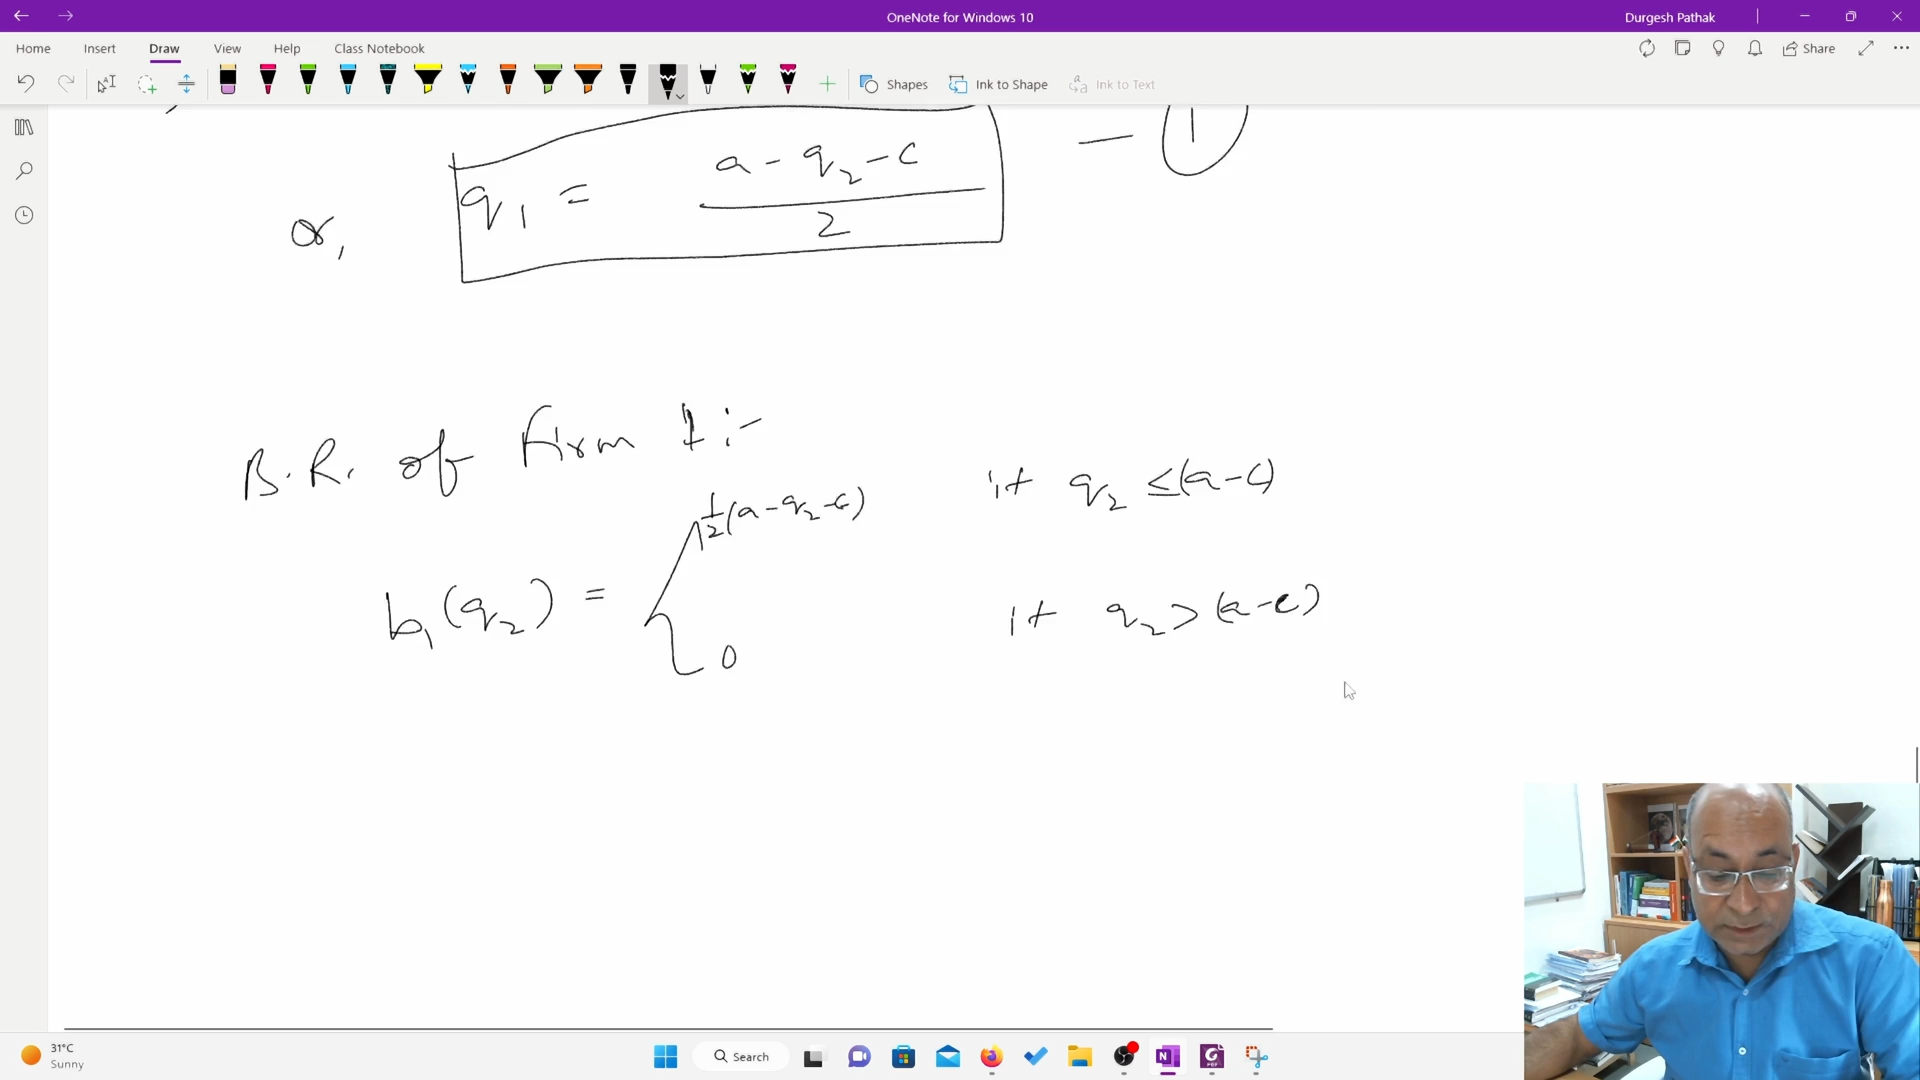 OneNote for Windows 10
Durgesh Pathak
Home Insert Draw View Help Class Notebook
Share
Shapes Ink to Shape Ink to Text
or, q₁ = (a - q₂ - c)/2 — ①
B.R. of Firm 1 :-
b₁(q₂) =
½(a - q₂ - c) if q₂ ≤ (a - c)
0 if q₂ > (a - c)
31°C
Sunny
Search